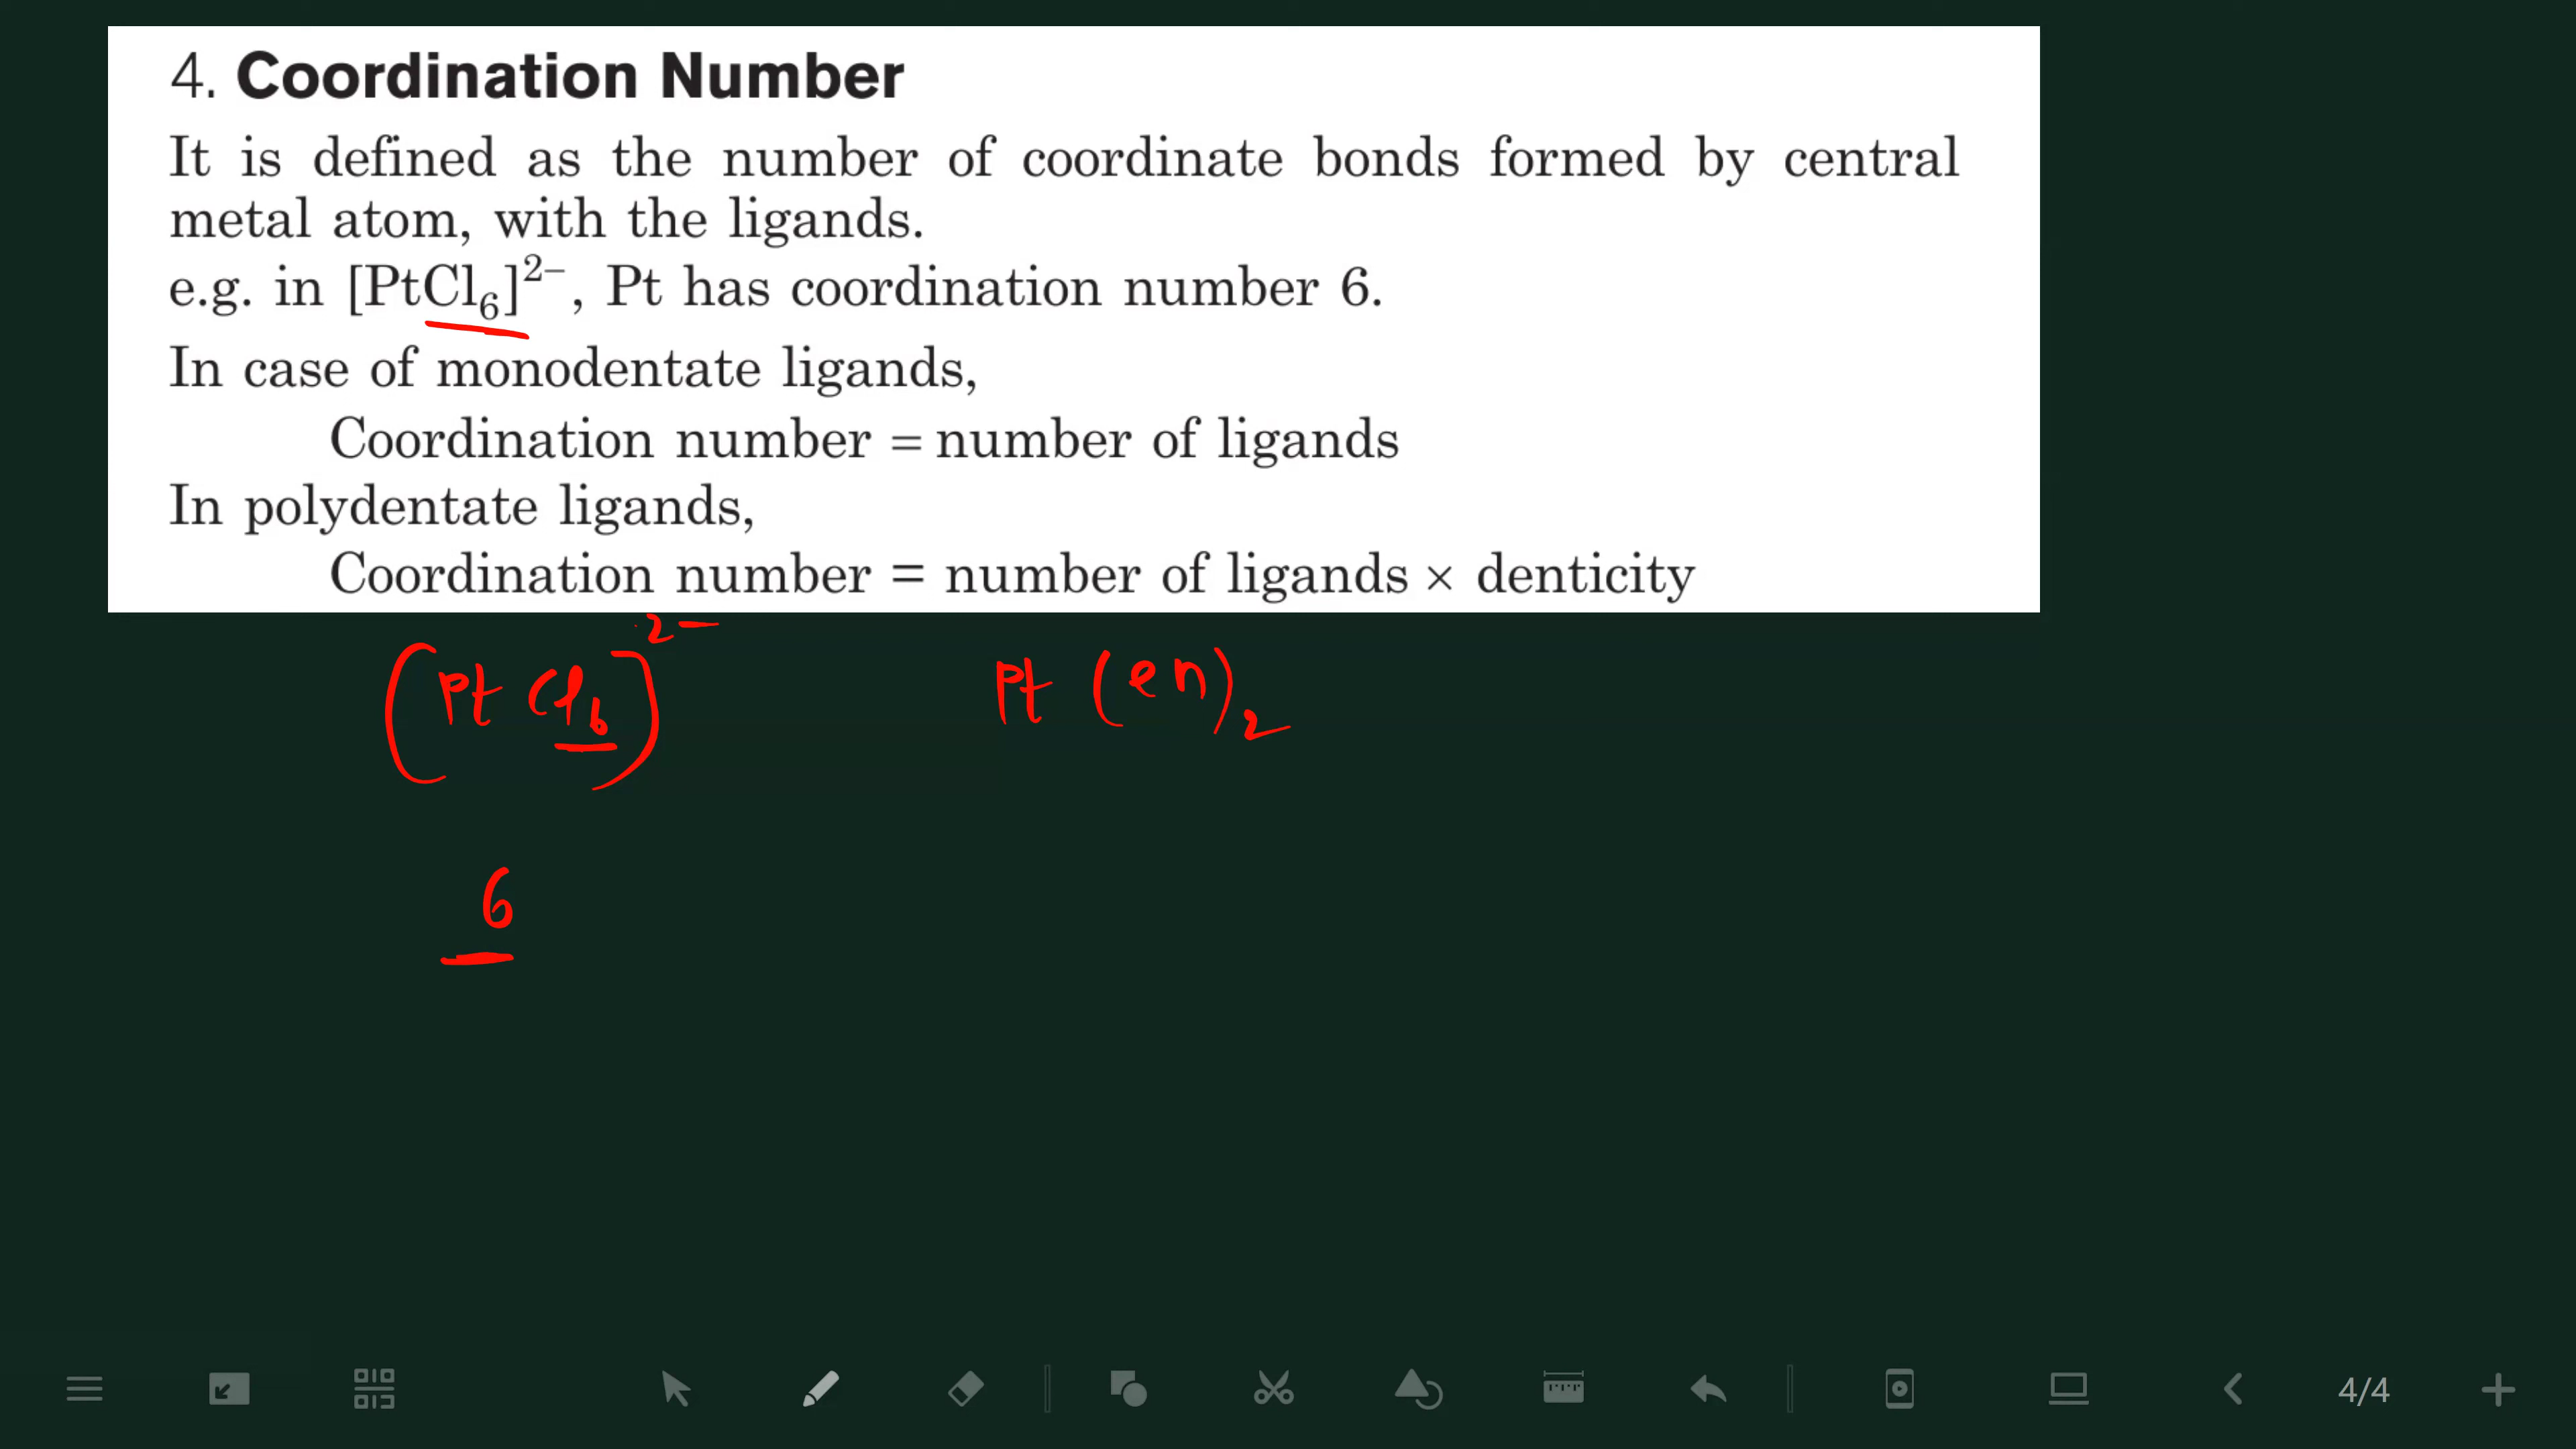 4. Coordination Number
It is defined as the number of coordinate bonds formed by central
metal atom, with the ligands.
e.g. in [PtCl₆]²⁻, Pt has coordination number 6.
In case of monodentate ligands,
Coordination number = number of ligands
In polydentate ligands,
Coordination number = number of ligands × denticity
(Pt Cl₆)²⁻ Pt (en)₂
6
4/4